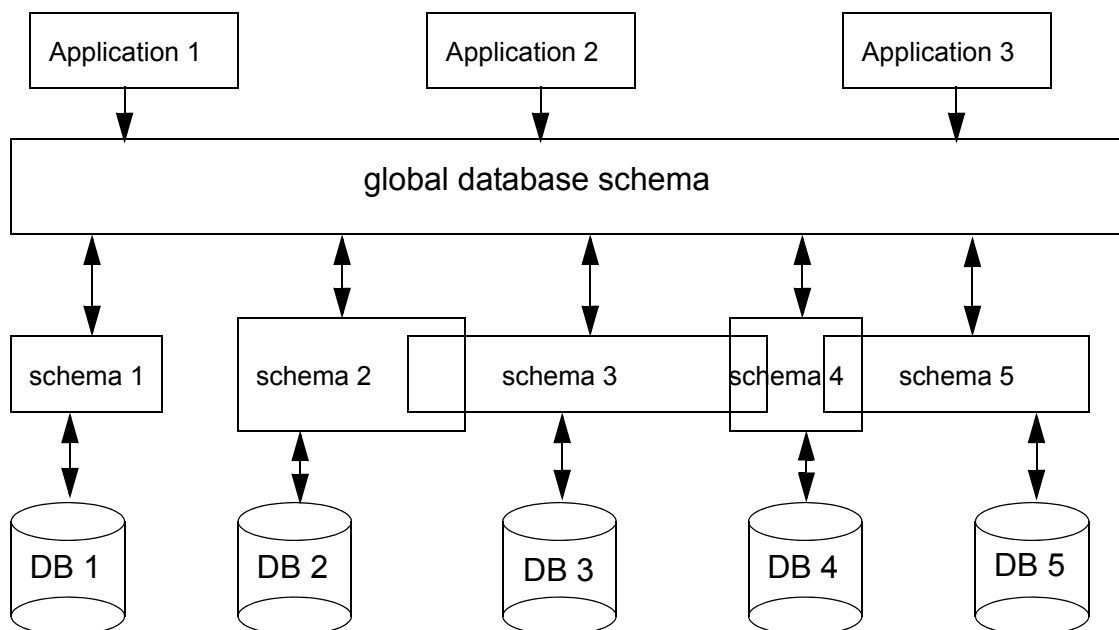 Application 1
Application 2
Application 3
global database schema
schema 1
schema 2
schema 3
schema 4
schema 5
DB 1
DB 2
DB 3
DB 4
DB 5